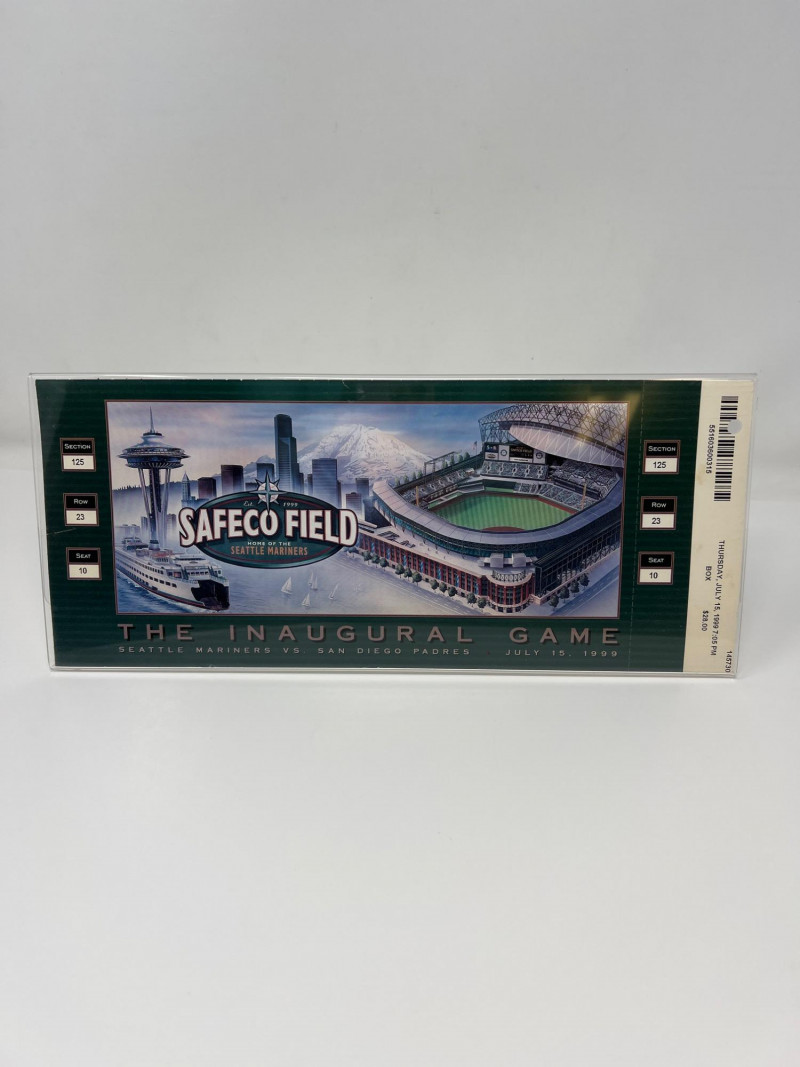 SECTION
125
ROW
23
SEAT
10
Est. 1999
SAFECO FIELD
HOME OF THE
SEATTLE MARINERS
THE INAUGURAL GAME
SEATTLE MARINERS VS. SAN DIEGO PADRES JULY 15, 1999
SECTION
125
ROW
23
SEAT
10
551603600315
THURSDAY, JULY 15, 1999 7:05 PM
BOX $28.00
145730